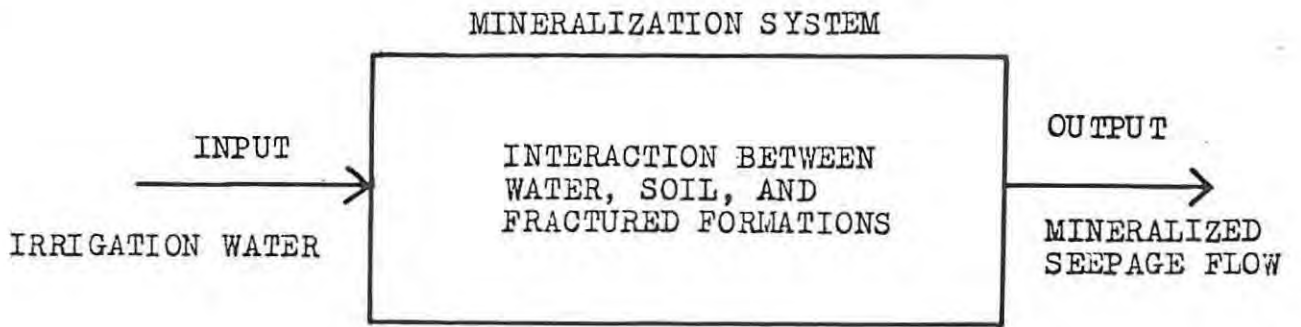 MINERALIZATION SYSTEM
INPUT
IRRIGATION WATER
INTERACTION BETWEEN
WATER, SOIL, AND
FRACTURED FORMATIONS
OUTPUT
MINERALIZED
SEEPAGE FLOW